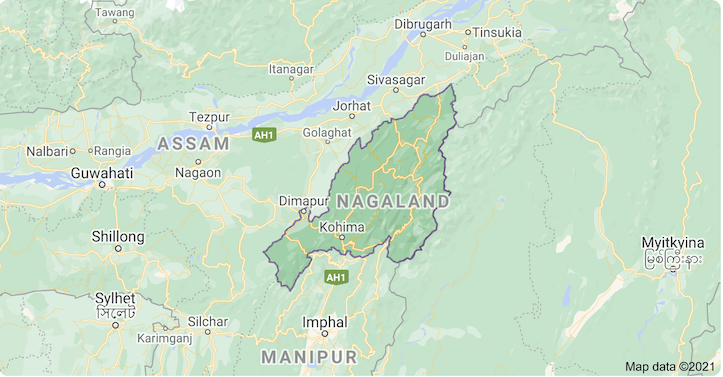 Tawang
Dibrugarh
Tinsukia
Duliajan
Itanagar
Sivasagar
Jorhat
Tezpur
Golaghat
AH1
ASSAM
Nalbari
Rangia
Nagaon
Guwahati
Dimapur
NAGALAND
Kohima
Shillong
Myitkyina
မြစ်ကြီးနား
AH1
Sylhet
সিলেট
Silchar
Imphal
Karimganj
MANIPUR
Map data ©2021